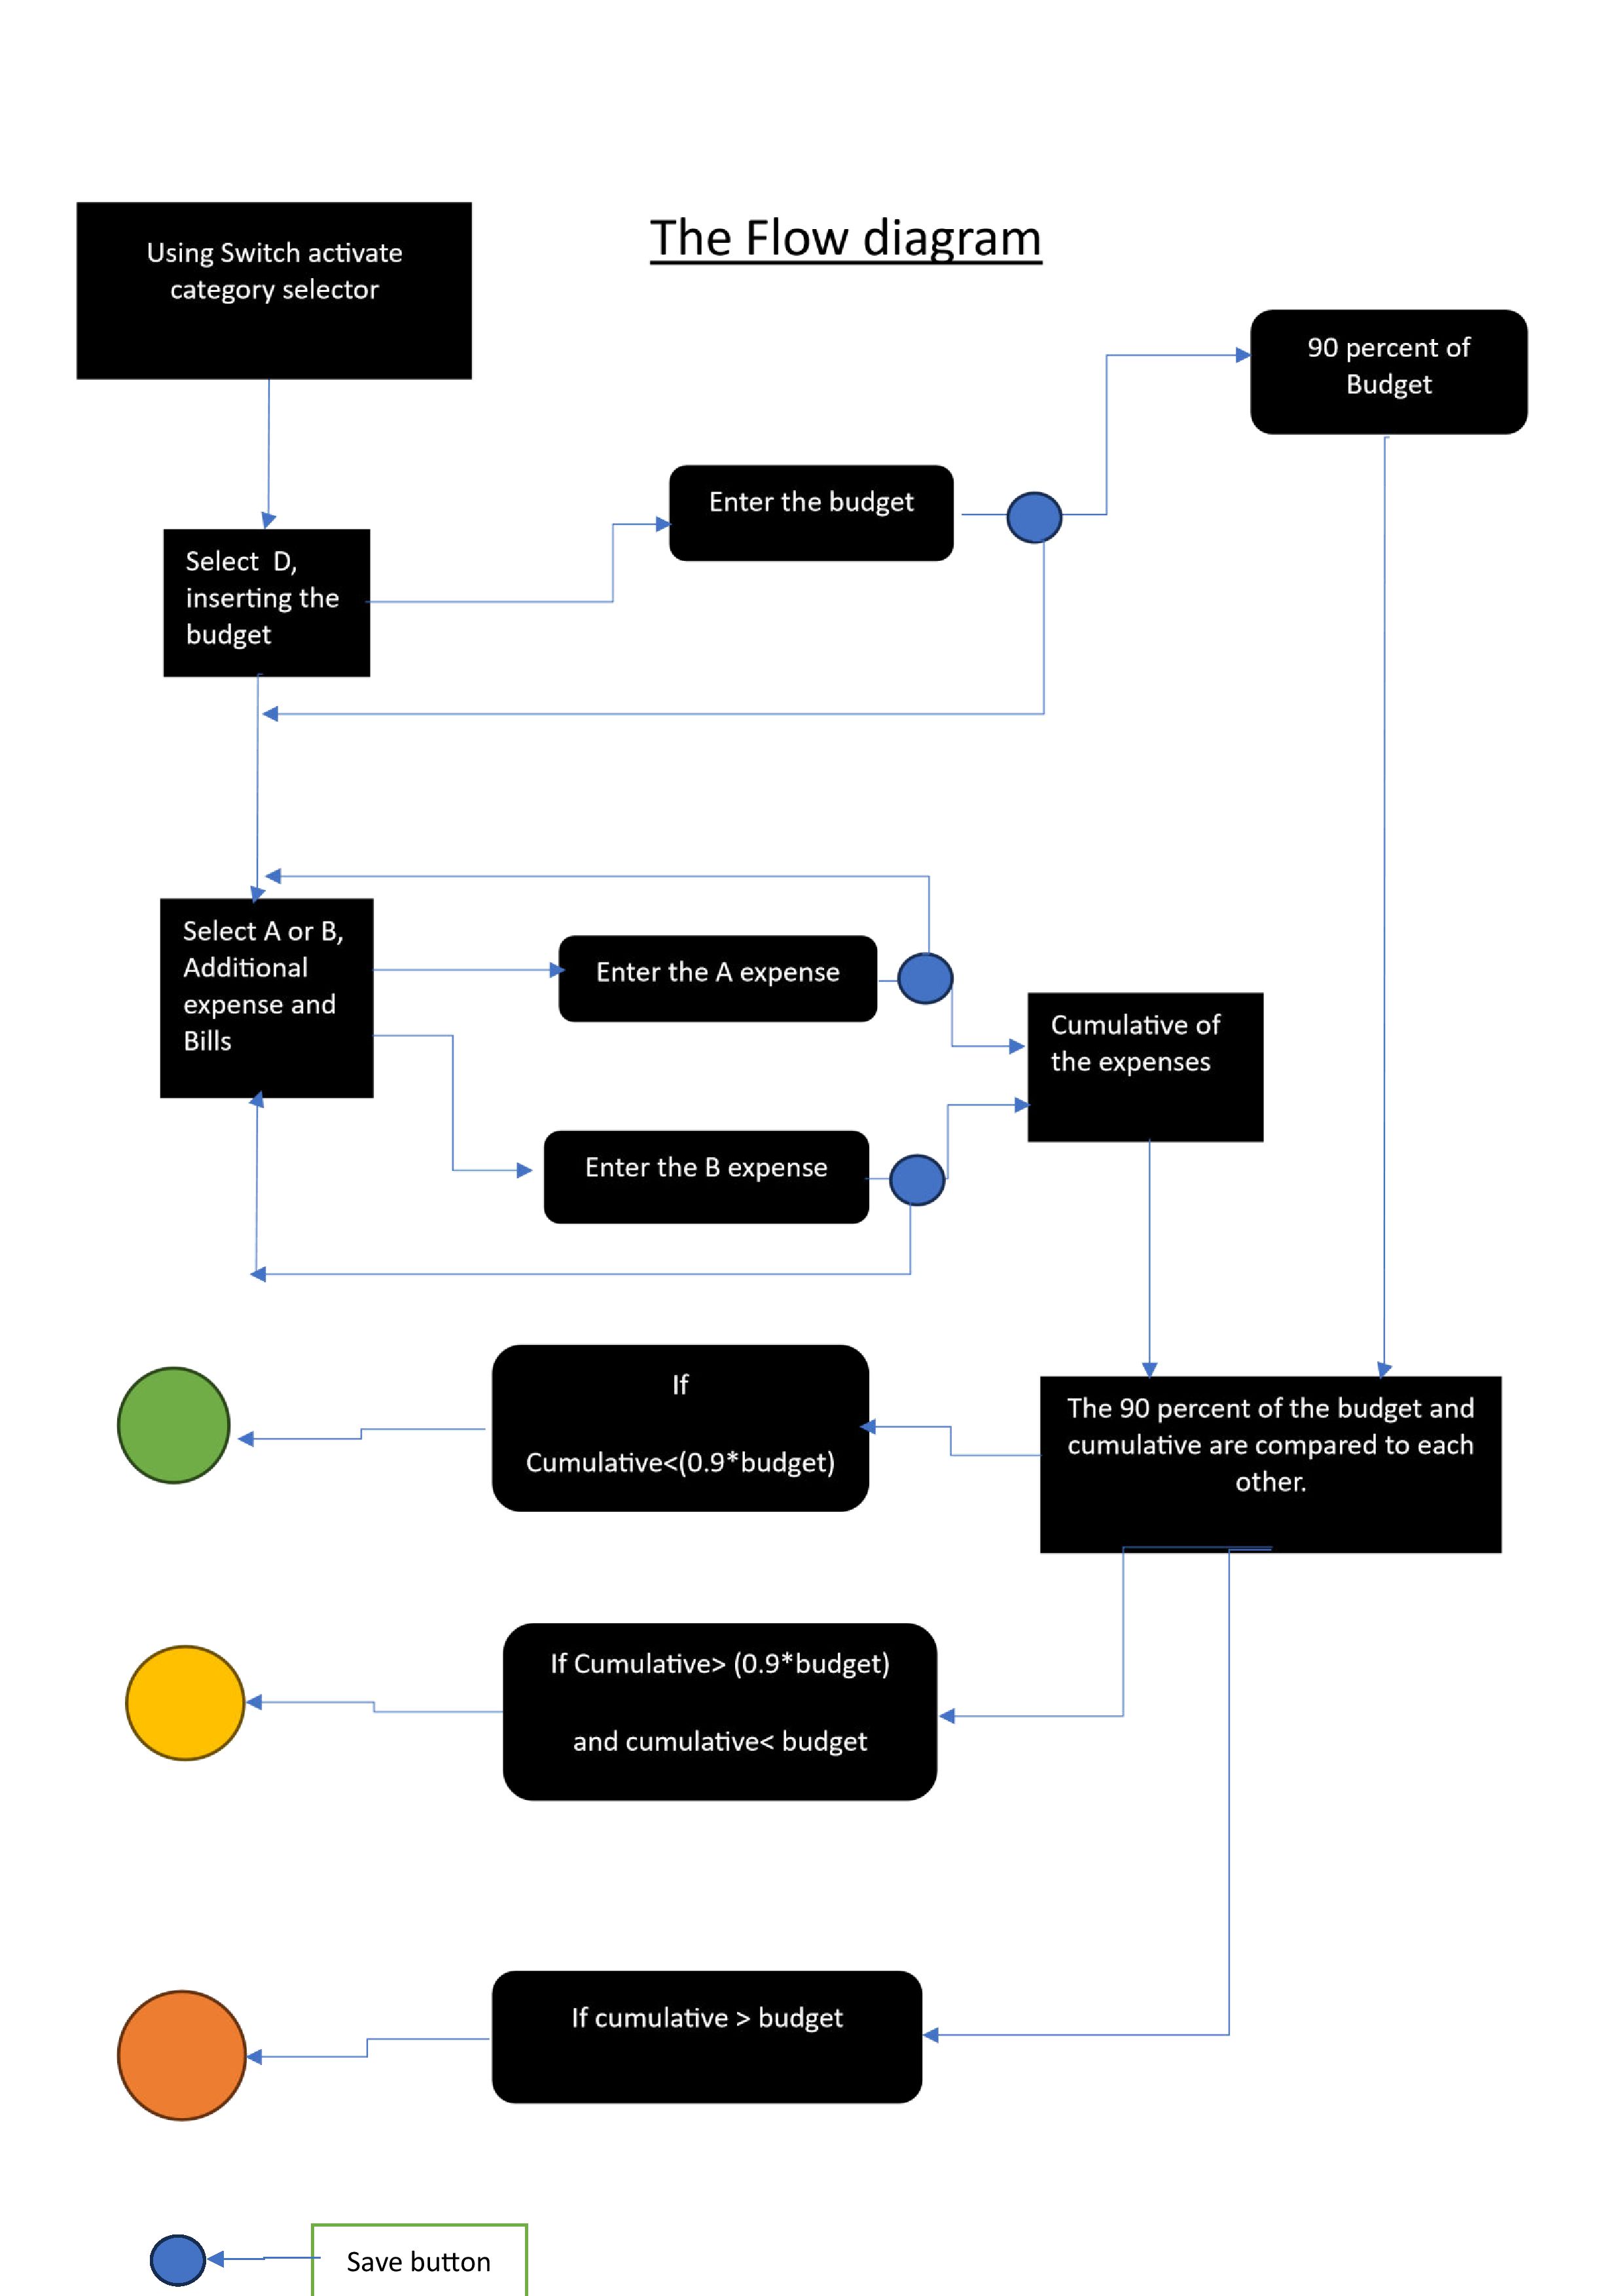 The Flow diagram
Using Switch activate
category selector
90 percent of
Budget
Enter the budget
Select  D,
inserting the
budget
Select A or B,
Additional
expense and
Bills
Enter the A expense
Cumulative of
the expenses
Enter the B expense
If
Cumulative<(0.9*budget)
The 90 percent of the budget and
cumulative are compared to each
other.
If Cumulative> (0.9*budget)
and cumulative< budget
If cumulative > budget
Save button